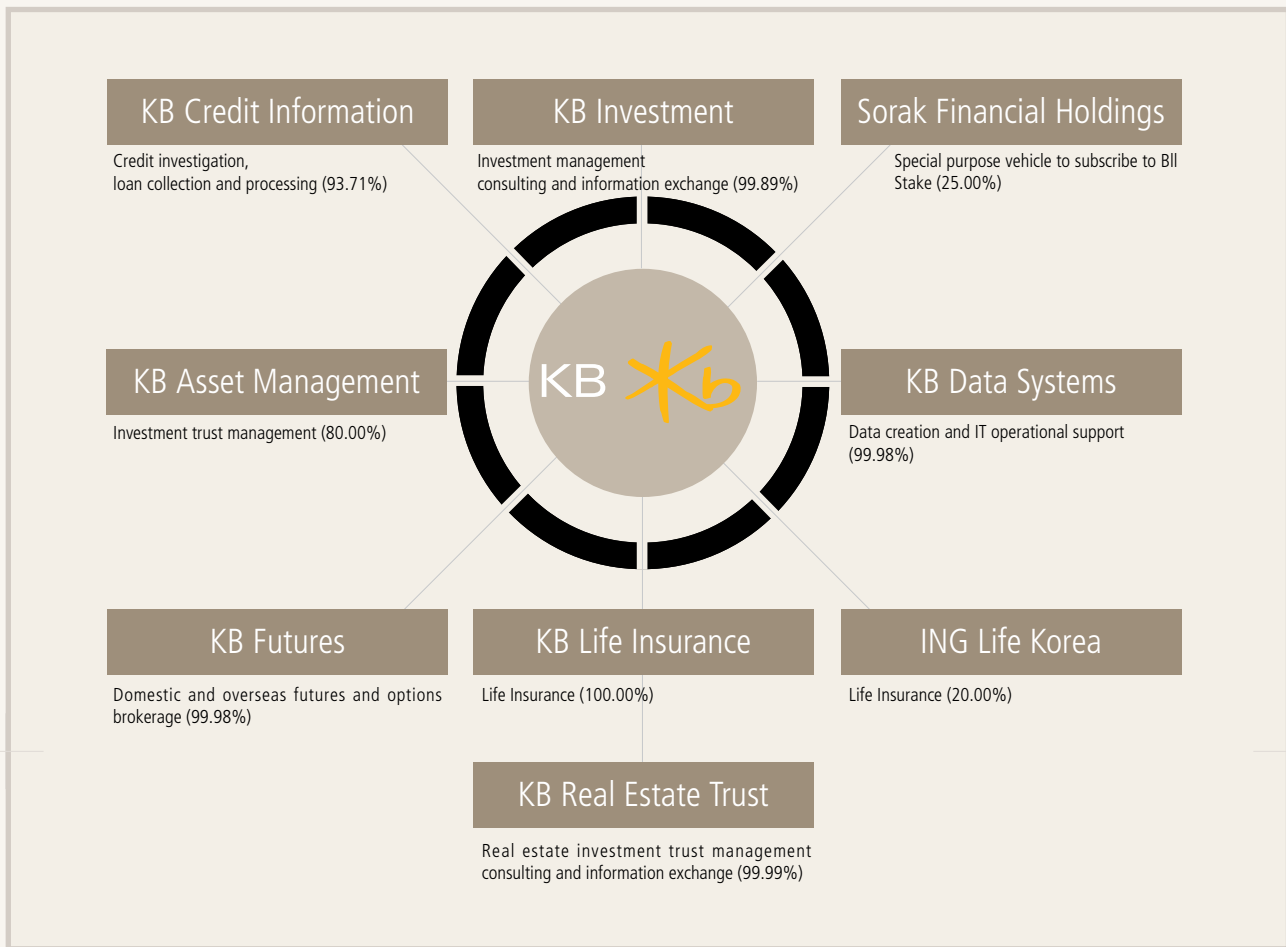 KB Credit Information
Credit investigation,
loan collection and processing (93.71%)
KB Investment
Investment management
consulting and information exchange (99.89%)
Sorak Financial Holdings
Special purpose vehicle to subscribe to Bll
Stake (25.00%)
KB Asset Management
Investment trust management (80.00%)
KB Kb
KB Data Systems
Data creation and IT operational support
(99.98%)
KB Futures
Domestic and overseas futures and options
brokerage (99.98%)
KB Life Insurance
Life Insurance (100.00%)
ING Life Korea
Life Insurance (20.00%)
KB Real Estate Trust
Real estate investment trust management
consulting and information exchange (99.99%)